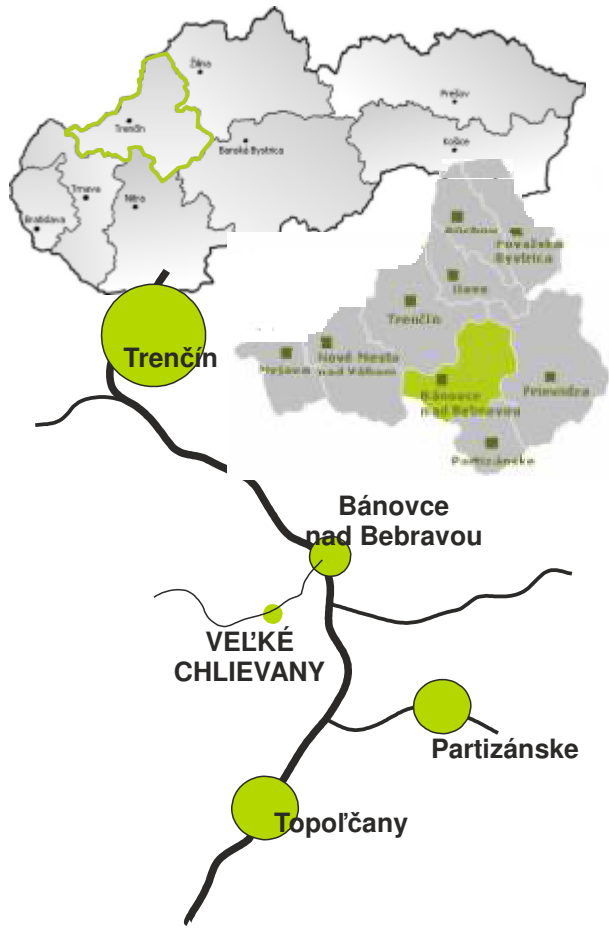 Žilina
Prešov
Trenčín
Košice
Banská Bystrica
Trnava
Nitra
Bratislava
Považská
Bystrica
Ilava
Trenčín
Nové Mesto
nad Váhom
Myjava
Prievidza
Bánovce
nad Bebravou
Partizánske
Trenčín
Bánovce
nad Bebravou
VEĽKÉ
CHLIEVANY
Partizánske
Topoľčany